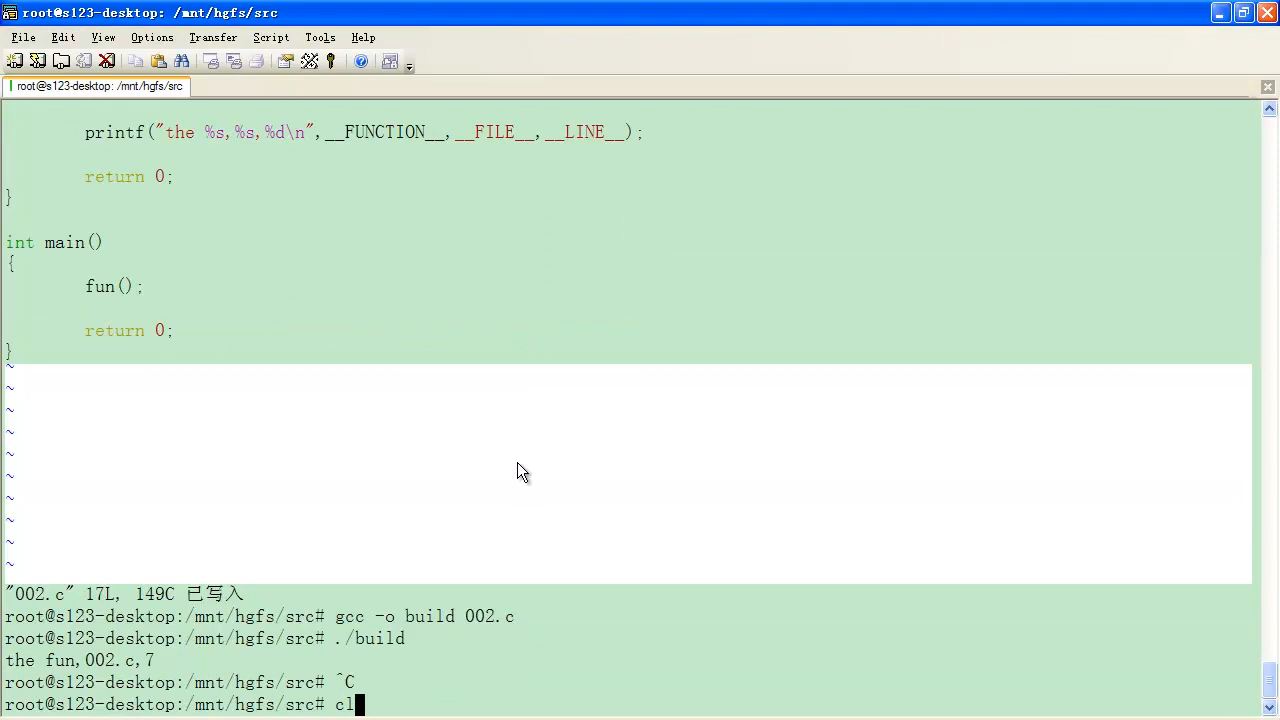 root@s123-desktop: /mnt/hgfs/src
File Edit View Options Transfer Script Tools Help
root@s123-desktop: /mnt/hgfs/src
printf("the %s,%s,%d\n",__FUNCTION__,__FILE__,__LINE__);
return 0;
}
int main()
{
fun();
return 0;
}
~
~
~
~
~
~
~
~
~
~
"002.c" 17L, 149C 已写入
root@s123-desktop:/mnt/hgfs/src# gcc -o build 002.c
root@s123-desktop:/mnt/hgfs/src# ./build
the fun,002.c,7
root@s123-desktop:/mnt/hgfs/src# ^C
root@s123-desktop:/mnt/hgfs/src# cl